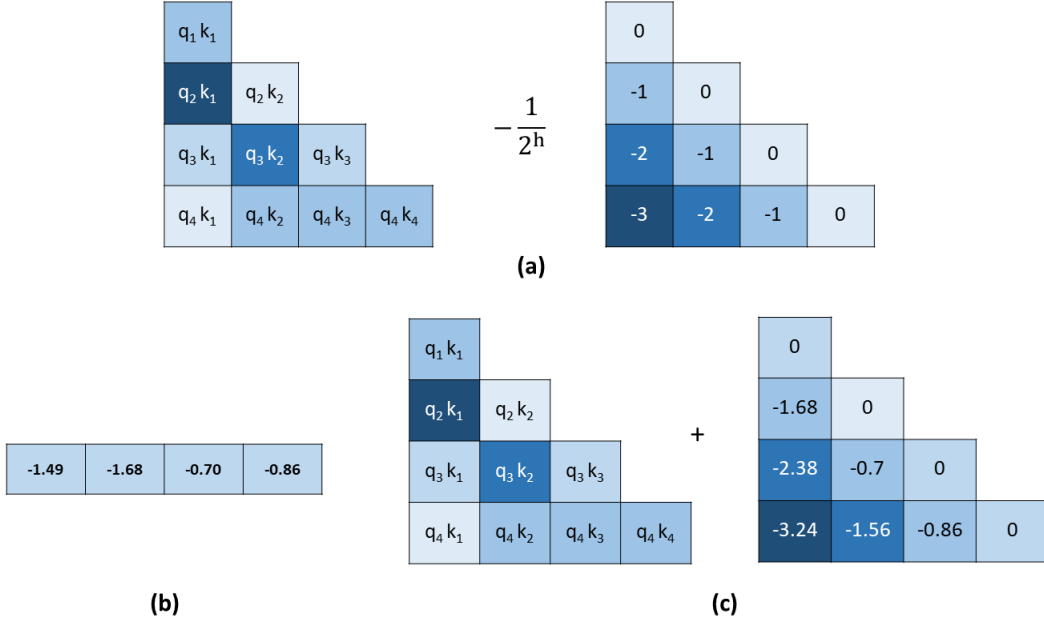 q₁ k₁ 0
q₂ k₁ q₂ k₂ -1 0
− 1/2ʰ
q₃ k₁ q₃ k₂ q₃ k₃ -2 -1 0
q₄ k₁ q₄ k₂ q₄ k₃ q₄ k₄ -3 -2 -1 0
(a)
q₁ k₁ 0
q₂ k₁ q₂ k₂ -1.68 0
+
-1.49 -1.68 -0.70 -0.86
q₃ k₁ q₃ k₂ q₃ k₃ -2.38 -0.7 0
q₄ k₁ q₄ k₂ q₄ k₃ q₄ k₄ -3.24 -1.56 -0.86 0
(b) (c)